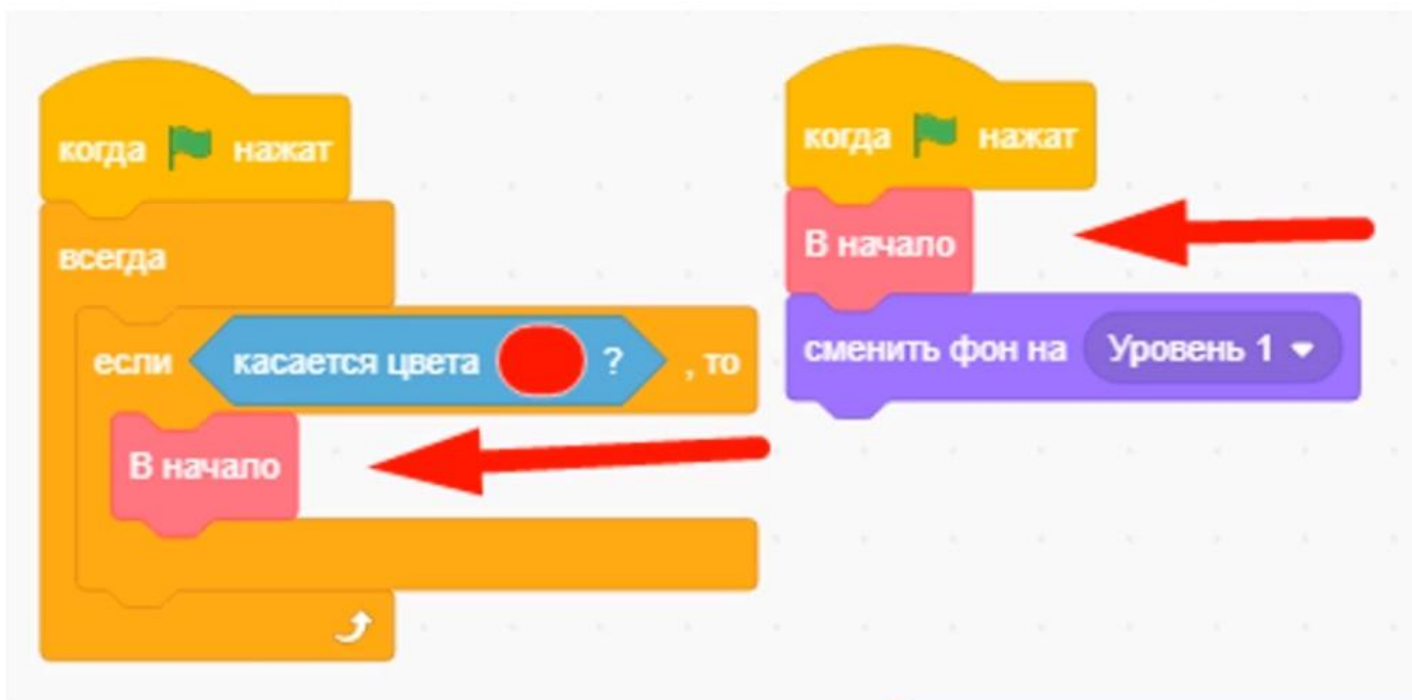 когда нажат
всегда
если касается цвета ? , то
В начало
когда нажат
В начало
сменить фон на Уровень 1